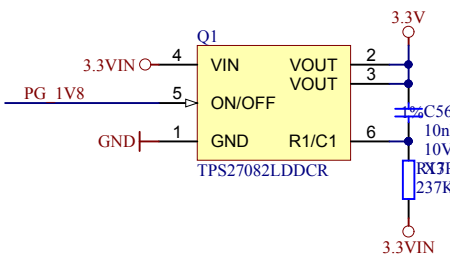 3.3V
Q1
4
VIN
VOUT
2
3.3VIN
VOUT
3
PG_1V8
5
ON/OFF
C56
10n
10V
GND
1
GND
R1/C1
6
TPS27082LDDCR
237K
3.3VIN